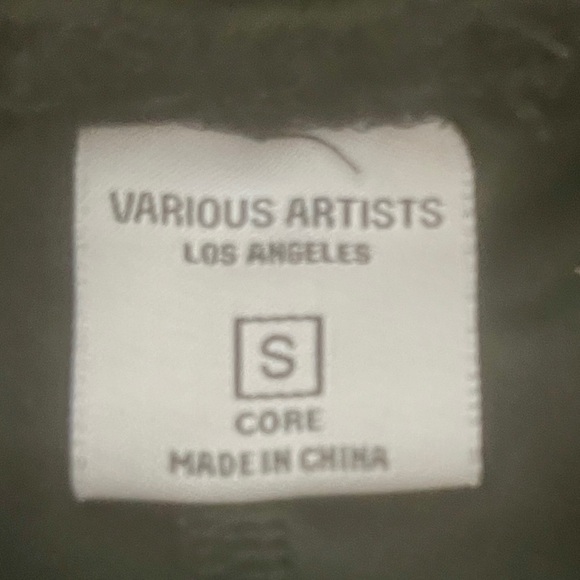 VARIOUS ARTISTS
LOS ANGELES
S
CORE
MADE IN CHINA